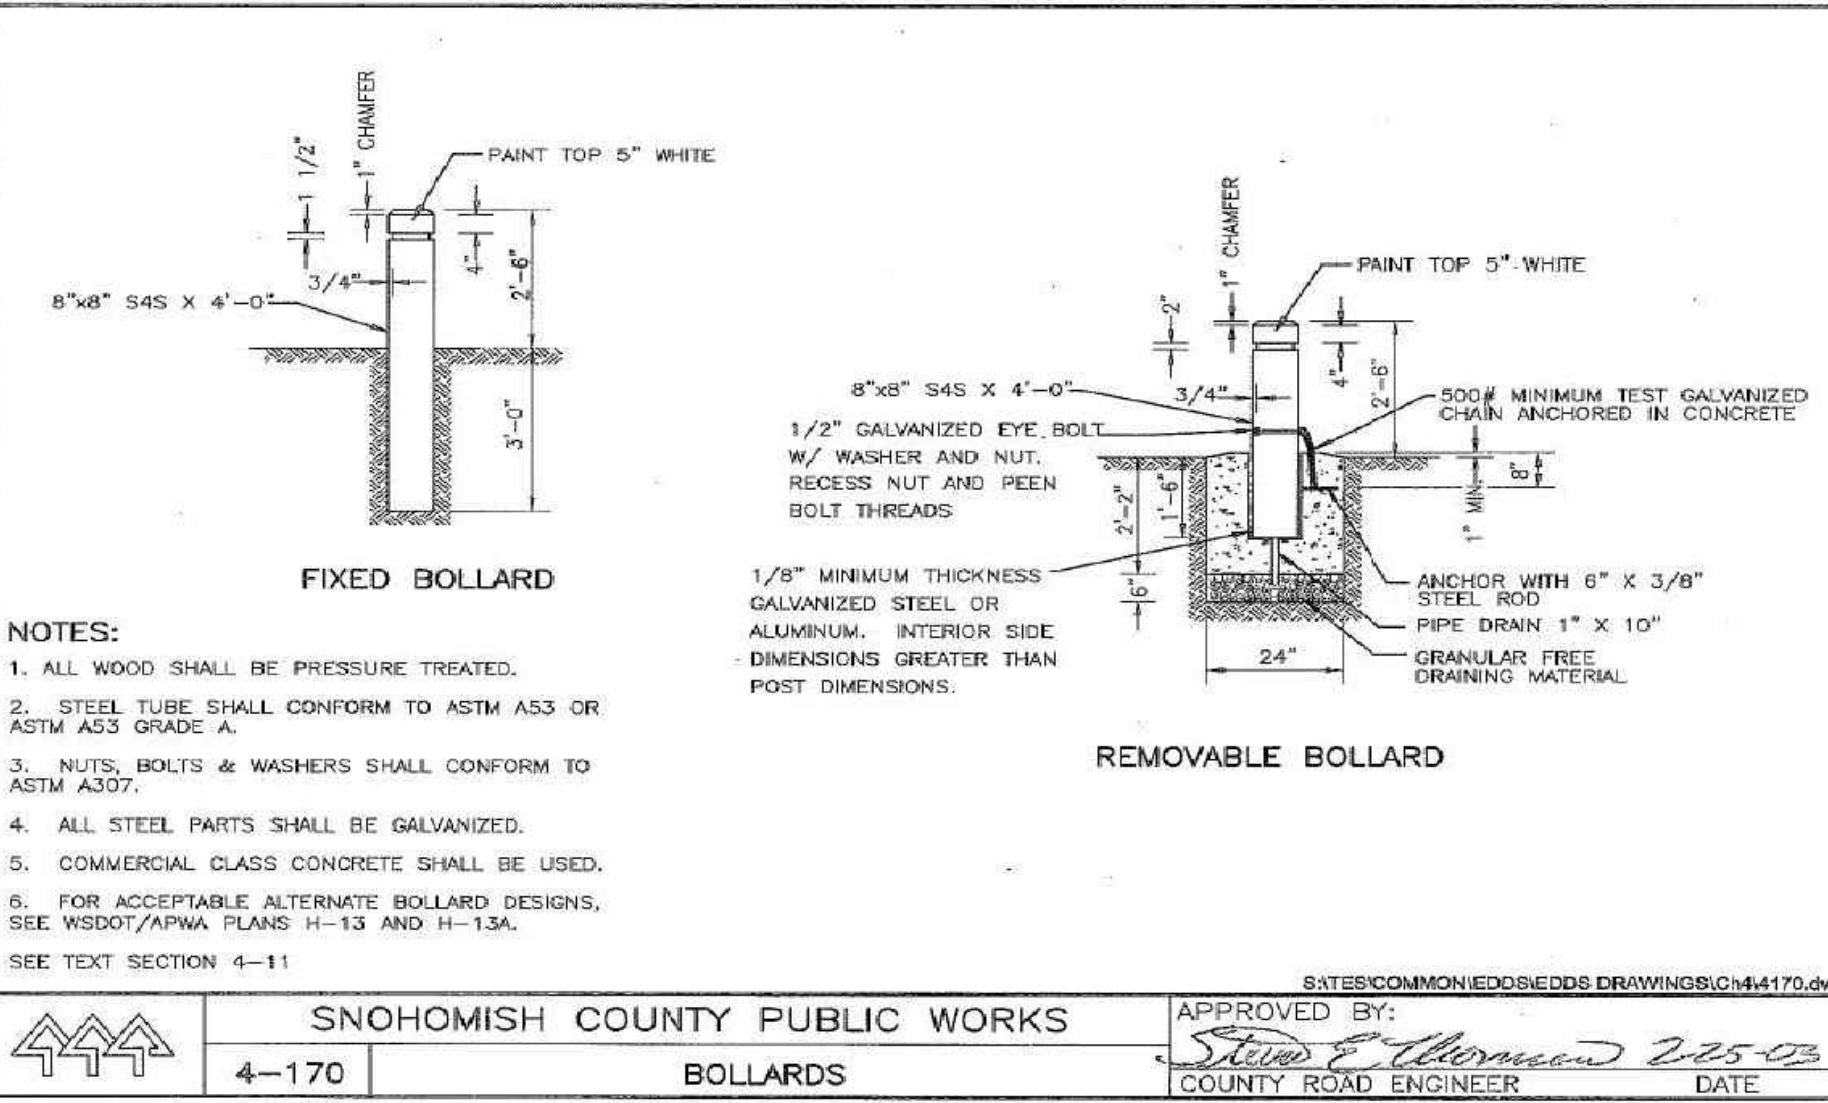 1" CHAMFER
1 1/2"
PAINT TOP 5" WHITE
4"
2'-6"
3/4"
8"x8" S4S X 4'-0"
3'-0"
FIXED BOLLARD
1" CHAMFER
PAINT TOP 5" WHITE
2"
4"
2'-6"
8"x8" S4S X 4'-0"
3/4"
500# MINIMUM TEST GALVANIZED
CHAIN ANCHORED IN CONCRETE
1/2" GALVANIZED EYE BOLT
W/ WASHER AND NUT.
RECESS NUT AND PEEN
BOLT THREADS
2'-2"
1'-6"
8"
1" MIN
6"
1/8" MINIMUM THICKNESS
GALVANIZED STEEL OR
ALUMINUM. INTERIOR SIDE
DIMENSIONS GREATER THAN
POST DIMENSIONS.
ANCHOR WITH 6" X 3/8"
STEEL ROD
PIPE DRAIN 1" X 10"
24"
GRANULAR FREE
DRAINING MATERIAL
REMOVABLE BOLLARD
NOTES:
1. ALL WOOD SHALL BE PRESSURE TREATED.
2. STEEL TUBE SHALL CONFORM TO ASTM A53 OR
ASTM A53 GRADE A.
3. NUTS, BOLTS & WASHERS SHALL CONFORM TO
ASTM A307.
4. ALL STEEL PARTS SHALL BE GALVANIZED.
5. COMMERCIAL CLASS CONCRETE SHALL BE USED.
6. FOR ACCEPTABLE ALTERNATE BOLLARD DESIGNS,
SEE WSDOT/APWA PLANS H-13 AND H-13A.
SEE TEXT SECTION 4-11
S:\TES\COMMON\EDDS\EDDS DRAWINGS\Ch4\4170.dw
SNOHOMISH COUNTY PUBLIC WORKS
4-170
BOLLARDS
APPROVED BY:
2-25-03
COUNTY ROAD ENGINEER
DATE